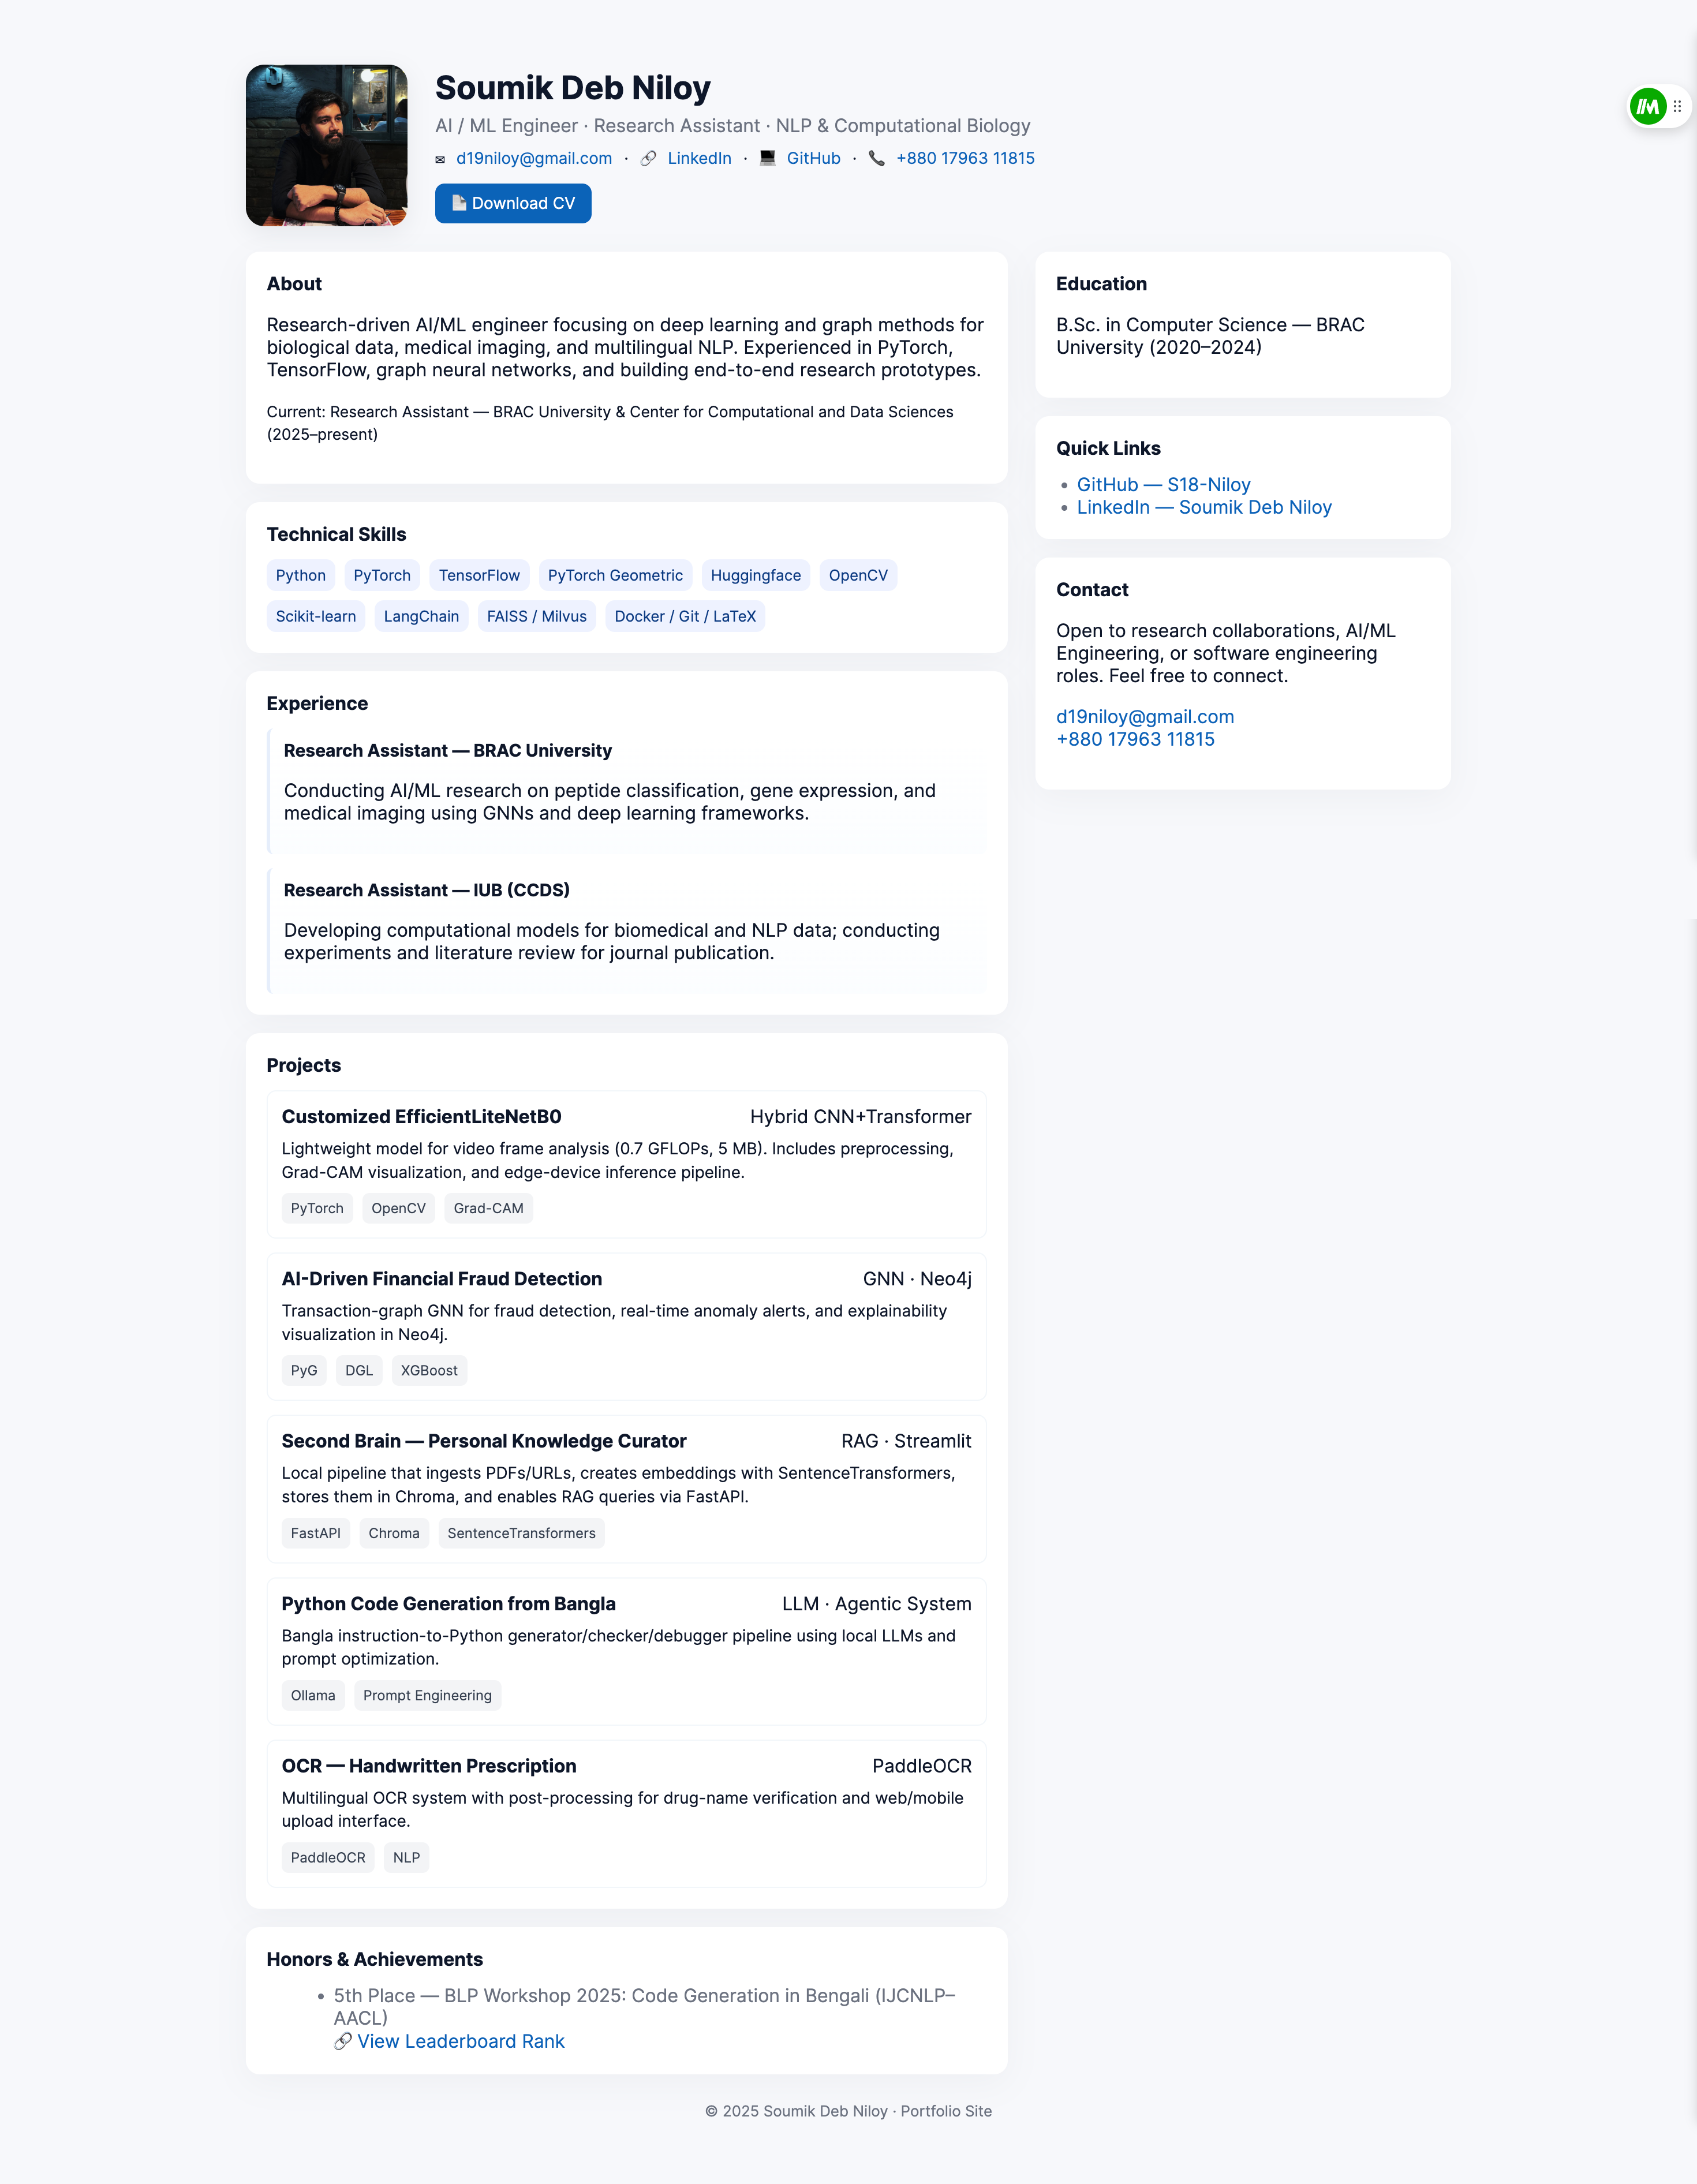 Soumik Deb Niloy
AI / ML Engineer · Research Assistant · NLP & Computational Biology
✉ d19niloy@gmail.com · 🔗 LinkedIn · 💻 GitHub · 📞 +880 17963 11815
📄 Download CV
About
Research-driven AI/ML engineer focusing on deep learning and graph methods for
biological data, medical imaging, and multilingual NLP. Experienced in PyTorch,
TensorFlow, graph neural networks, and building end-to-end research prototypes.
Current: Research Assistant — BRAC University & Center for Computational and Data Sciences
(2025–present)
Technical Skills
Python PyTorch TensorFlow PyTorch Geometric Huggingface OpenCV
Scikit-learn LangChain FAISS / Milvus Docker / Git / LaTeX
Experience
Research Assistant — BRAC University
Conducting AI/ML research on peptide classification, gene expression, and
medical imaging using GNNs and deep learning frameworks.
Research Assistant — IUB (CCDS)
Developing computational models for biomedical and NLP data; conducting
experiments and literature review for journal publication.
Projects
Customized EfficientLiteNetB0 Hybrid CNN+Transformer
Lightweight model for video frame analysis (0.7 GFLOPs, 5 MB). Includes preprocessing,
Grad-CAM visualization, and edge-device inference pipeline.
PyTorch OpenCV Grad-CAM
AI-Driven Financial Fraud Detection GNN · Neo4j
Transaction-graph GNN for fraud detection, real-time anomaly alerts, and explainability
visualization in Neo4j.
PyG DGL XGBoost
Second Brain — Personal Knowledge Curator RAG · Streamlit
Local pipeline that ingests PDFs/URLs, creates embeddings with SentenceTransformers,
stores them in Chroma, and enables RAG queries via FastAPI.
FastAPI Chroma SentenceTransformers
Python Code Generation from Bangla LLM · Agentic System
Bangla instruction-to-Python generator/checker/debugger pipeline using local LLMs and
prompt optimization.
Ollama Prompt Engineering
OCR — Handwritten Prescription PaddleOCR
Multilingual OCR system with post-processing for drug-name verification and web/mobile
upload interface.
PaddleOCR NLP
Honors & Achievements
• 5th Place — BLP Workshop 2025: Code Generation in Bengali (IJCNLP–
AACL)
🔗 View Leaderboard Rank
Education
B.Sc. in Computer Science — BRAC
University (2020–2024)
Quick Links
• GitHub — S18-Niloy
• LinkedIn — Soumik Deb Niloy
Contact
Open to research collaborations, AI/ML
Engineering, or software engineering
roles. Feel free to connect.
d19niloy@gmail.com
+880 17963 11815
© 2025 Soumik Deb Niloy · Portfolio Site